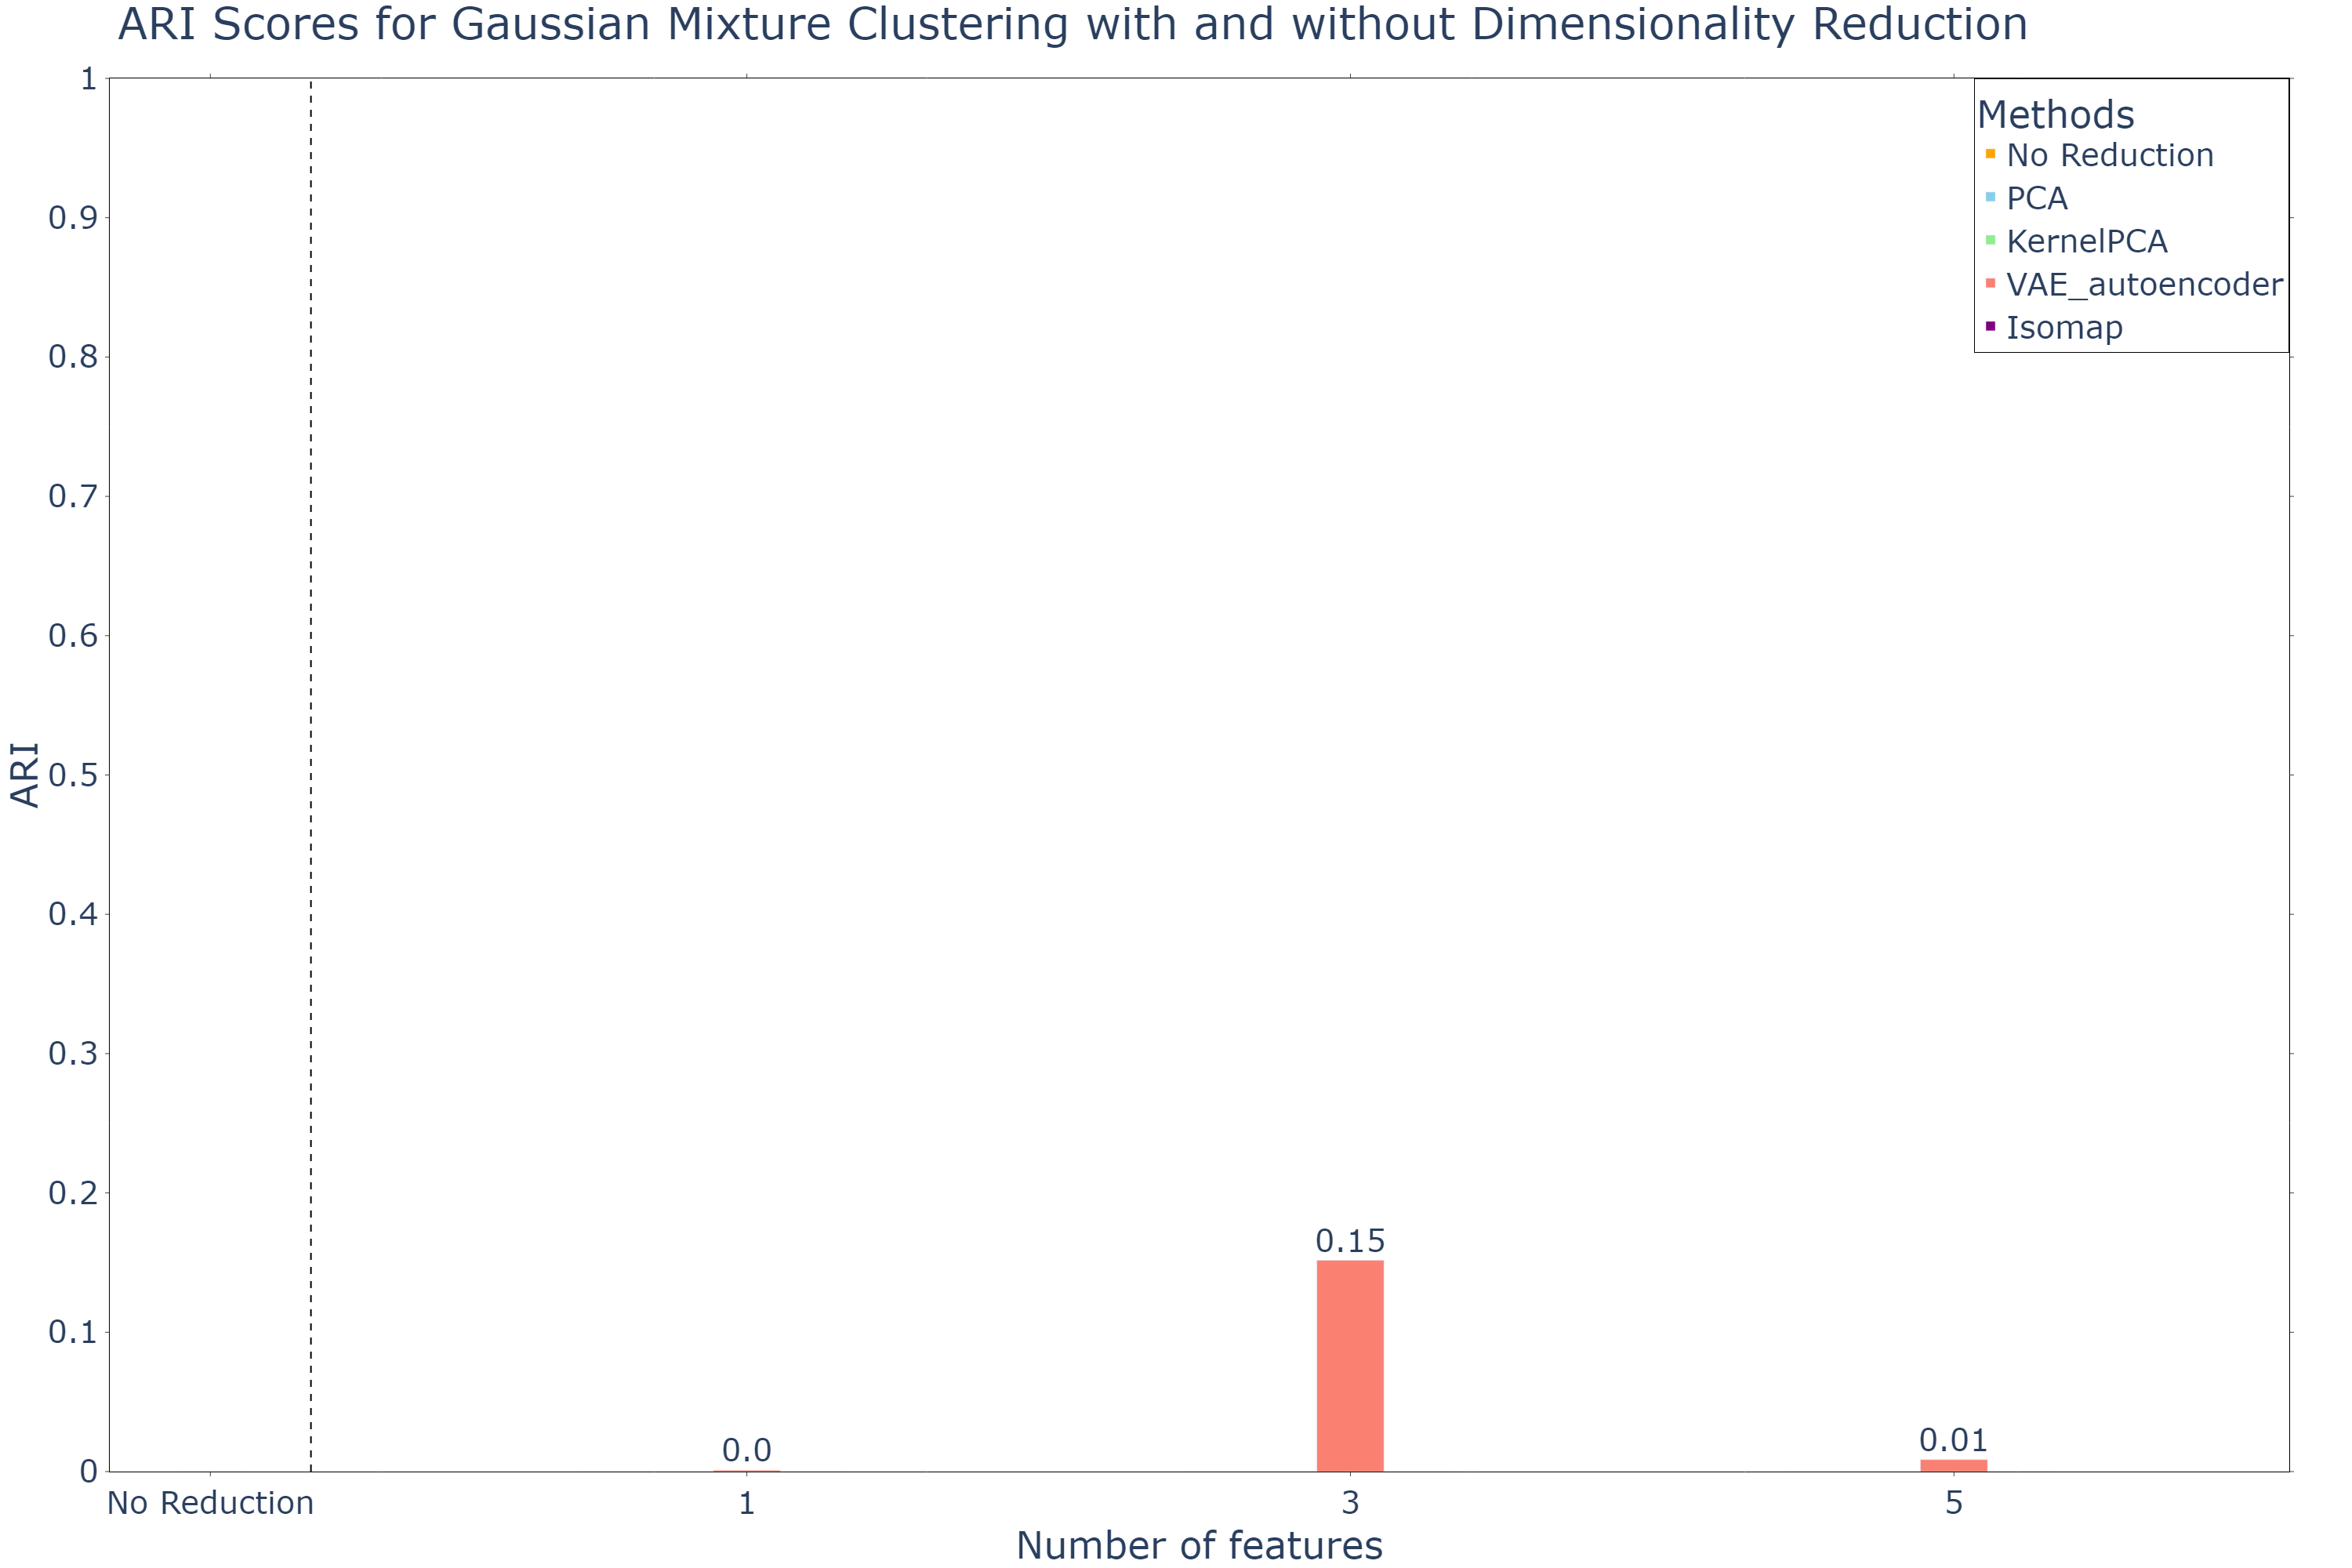 ARI Scores for Gaussian Mixture Clustering with and without Dimensionality Reduction
1
0.9
0.8
0.7
0.6
0.5
0.4
0.3
0.2
0.1
0
ARI
Methods
No Reduction
PCA
KernelPCA
VAE_autoencoder
Isomap
0.0
0.15
0.01
No Reduction
1
3
5
Number of features